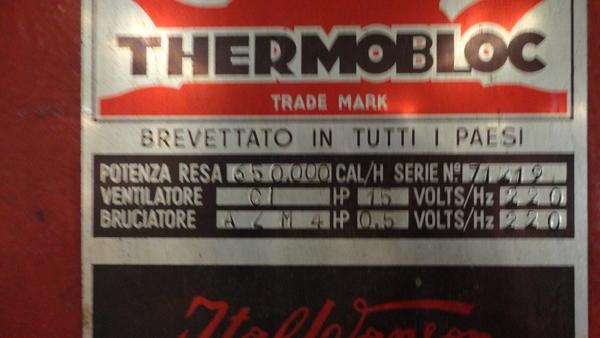 THERMOBLOC
TRADE MARK
BREVETTATO IN TUTTI I PAESI
POTENZA RESA 650.000 CAL/H SERIE Nº 71419
VENTILATORE C1 HP 15 VOLTS/Hz 220
BRUCIATORE A Z M 4 HP 0.5 VOLTS/Hz 220